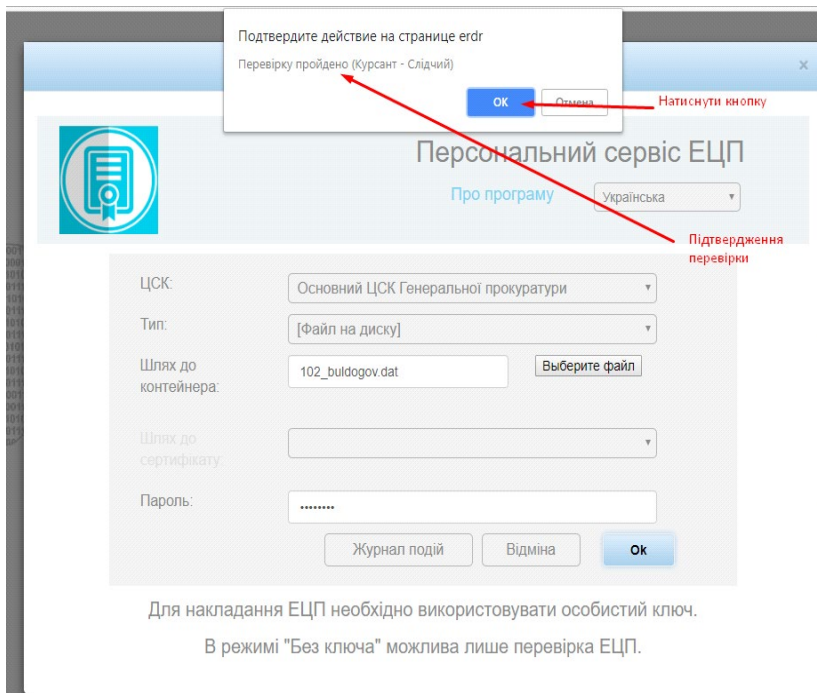 Подтвердите действие на странице erdr
Перевірку пройдено (Курсант - Слідчий)
ОК
Отмена
Натиснути кнопку
×
Персональний сервіс ЕЦП
Про програму
Українська
Підтвердження
перевірки
ЦСК:
Основний ЦСК Генеральної прокуратури
Тип:
[Файл на диску]
Шлях до
контейнера:
102_buldogov.dat
Выберите файл
Шлях до
сертифікату:
Пароль:
••••••••
Журнал подій
Відміна
Ok
Для накладання ЕЦП необхідно використовувати особистий ключ.
В режимі "Без ключа" можлива лише перевірка ЕЦП.